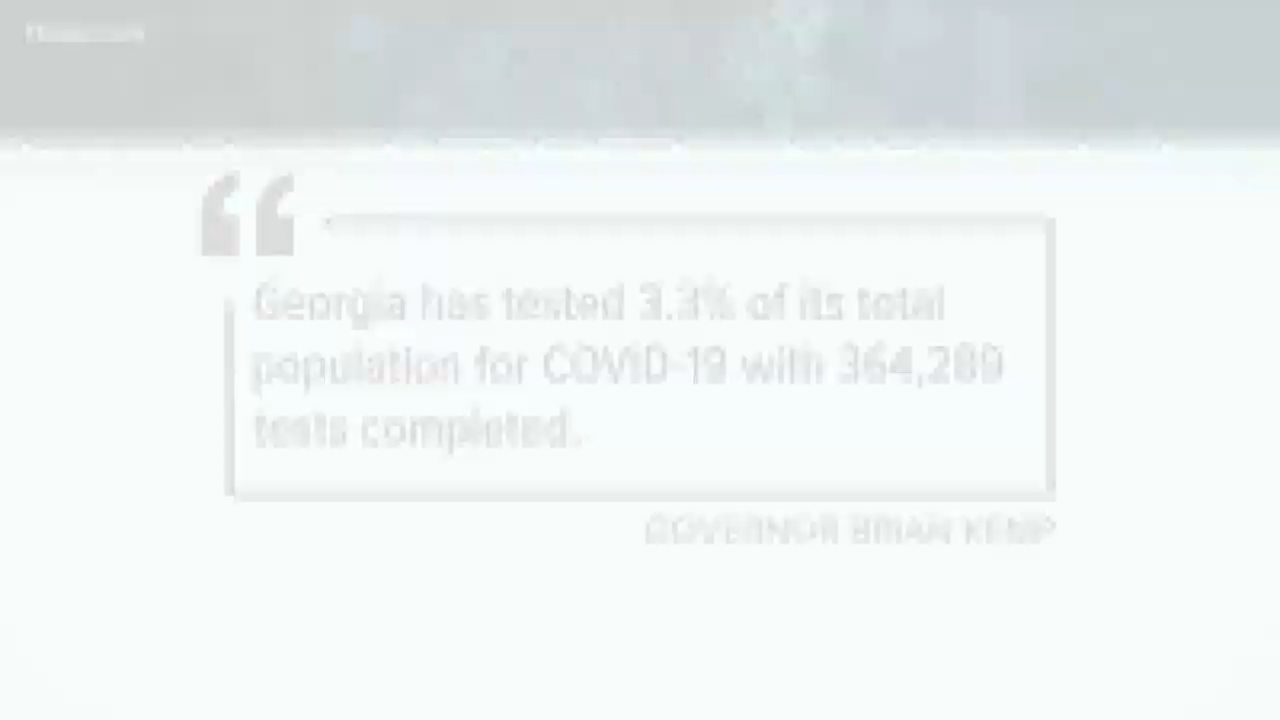 Georgia has tested 3.3% of its total
population for COVID-19 with 364,289
tests completed.
GOVERNOR BRIAN KEMP